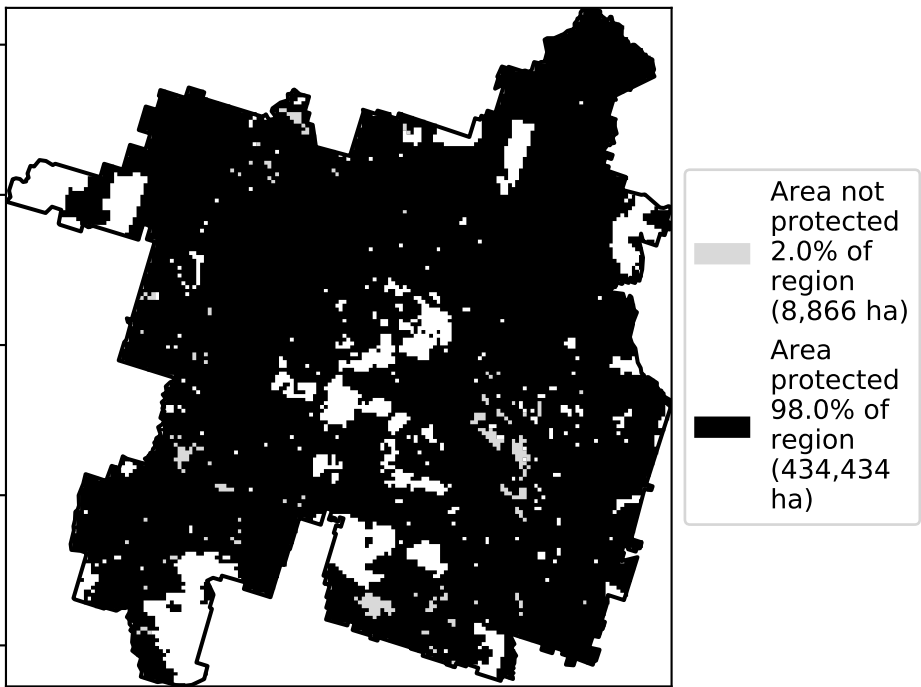 Area not
protected
2.0% of
region
(8,866 ha)
Area
protected
98.0% of
region
(434,434
ha)